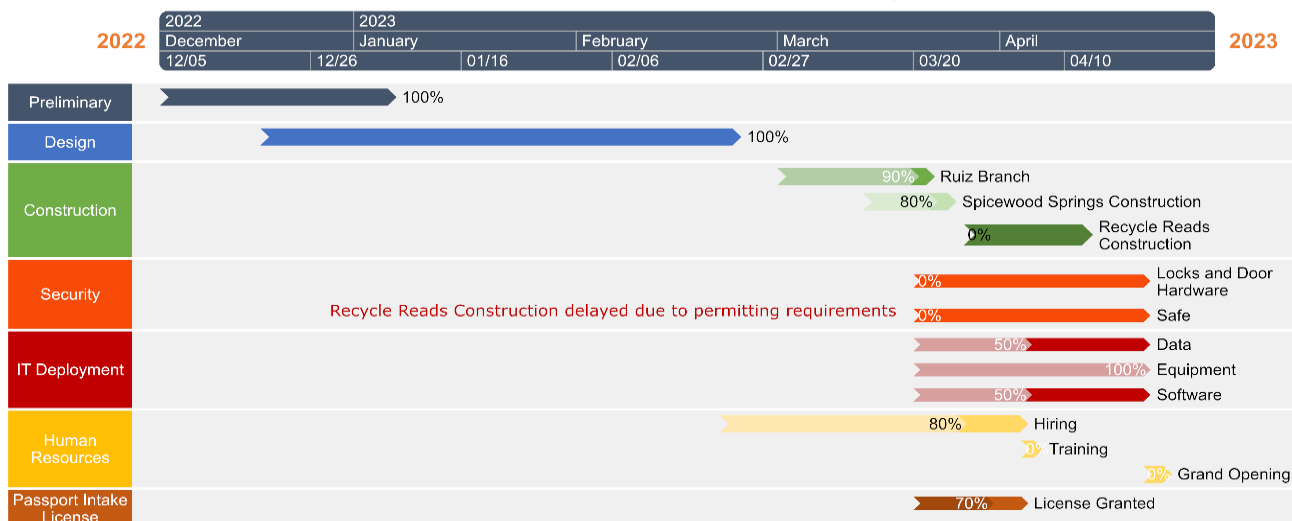 2022 2023
2022 December January February March April 2023
12/05 12/26 01/16 02/06 02/27 03/20 04/10
Preliminary 100%
Design 100%
Construction
90% Ruiz Branch
80% Spicewood Springs Construction
0% Recycle Reads
Construction
Security
0% Locks and Door
Hardware
Recycle Reads Construction delayed due to permitting requirements
0% Safe
IT Deployment
50% Data
100% Equipment
50% Software
Human
Resources
80% Hiring
0% Training
0% Grand Opening
Passport Intake
License
70% License Granted